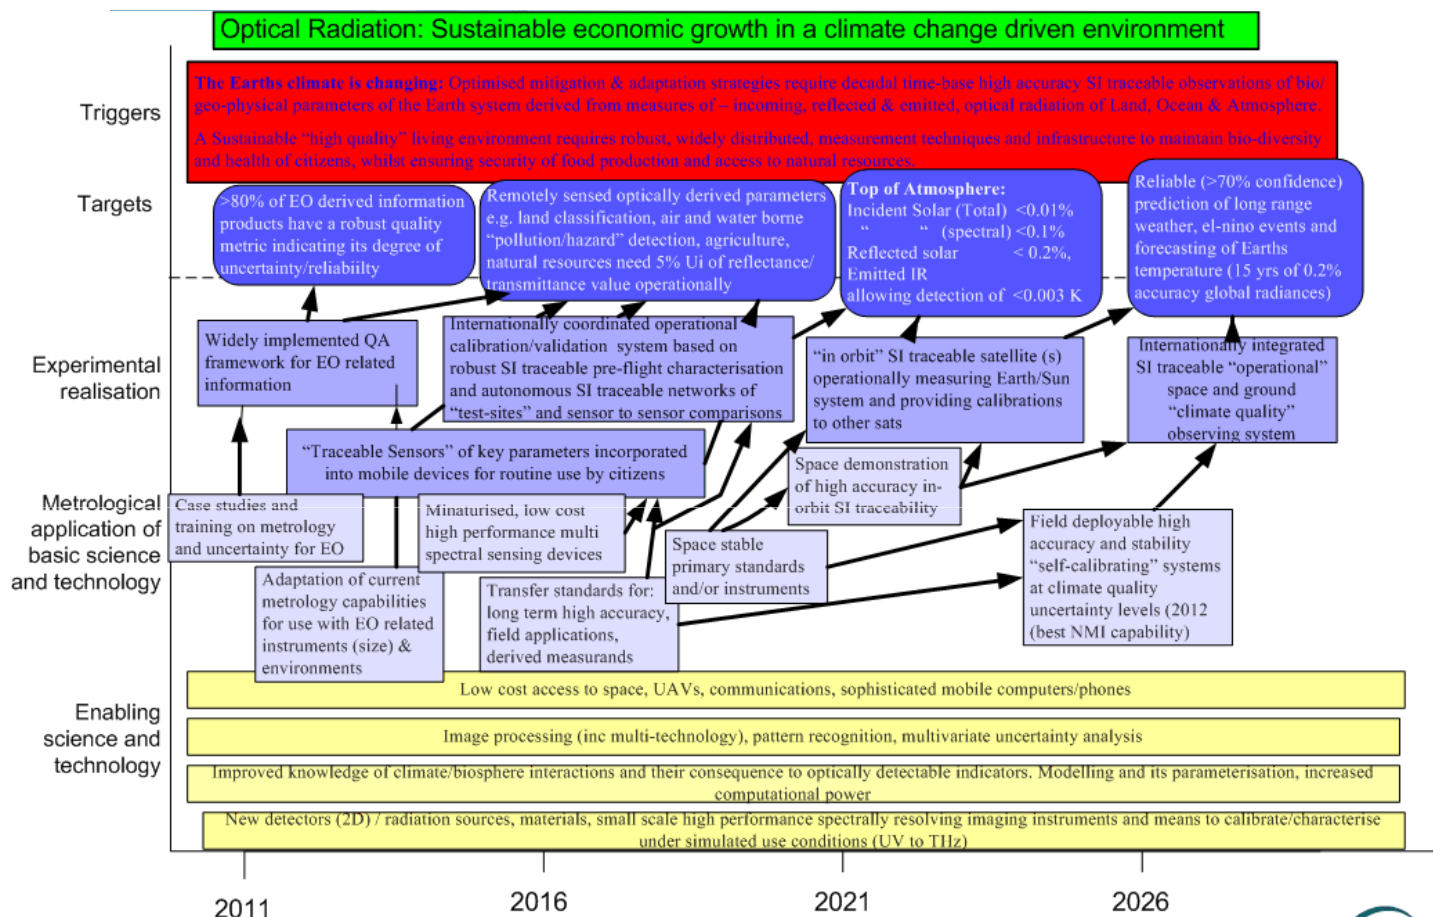 Optical Radiation: Sustainable economic growth in a climate change driven environment
Triggers
The Earths climate is changing: Optimised mitigation & adaptation strategies require decadal time-base high accuracy SI traceable observations of bio/
geo-physical parameters of the Earth system derived from measures of – incoming, reflected & emitted, optical radiation of Land, Ocean & Atmosphere.
A Sustainable “high quality” living environment requires robust, widely distributed, measurement techniques and infrastructure to maintain bio-diversity
and health of citizens, whilst ensuring security of food production and access to natural resources.
Targets
>80% of EO derived information
products have a robust quality
metric indicating its degree of
uncertainty/reliabiilty
Remotely sensed optically derived parameters
e.g. land classification, air and water borne
“pollution/hazard” detection, agriculture,
natural resources need 5% Ui of reflectance/
transmittance value operationally
Top of Atmosphere:
Incident Solar (Total) <0.01%
“ “ (spectral) <0.1%
Reflected solar < 0.2%,
Emitted IR
allowing detection of <0.003 K
Reliable (>70% confidence)
prediction of long range
weather, el-nino events and
forecasting of Earths
temperature (15 yrs of 0.2%
accuracy global radiances)
Experimental
realisation
Widely implemented QA
framework for EO related
information
Internationally coordinated operational
calibration/validation system based on
robust SI traceable pre-flight characterisation
and autonomous SI traceable networks of
“test-sites” and sensor to sensor comparisons
“in orbit” SI traceable satellite (s)
operationally measuring Earth/Sun
system and providing calibrations
to other sats
Internationally integrated
SI traceable “operational”
space and ground
“climate quality”
observing system
“Traceable Sensors” of key parameters incorporated
into mobile devices for routine use by citizens
Metrological
application of
basic science
and technology
Case studies and
training on metrology
and uncertainty for EO
Minaturised, low cost
high performance multi
spectral sensing devices
Space demonstration
of high accuracy in-
orbit SI traceability
Adaptation of current
metrology capabilities
for use with EO related
instruments (size) &
environments
Transfer standards for:
long term high accuracy,
field applications,
derived measurands
Space stable
primary standards
and/or instruments
Field deployable high
accuracy and stability
“self-calibrating” systems
at climate quality
uncertainty levels (2012
(best NMI capability)
Enabling
science and
technology
Low cost access to space, UAVs, communications, sophisticated mobile computers/phones
Image processing (inc multi-technology), pattern recognition, multivariate uncertainty analysis
Improved knowledge of climate/biosphere interactions and their consequence to optically detectable indicators. Modelling and its parameterisation, increased
computational power
New detectors (2D) / radiation sources, materials, small scale high performance spectrally resolving imaging instruments and means to calibrate/characterise
under simulated use conditions (UV to THz)
2011
2016
2021
2026